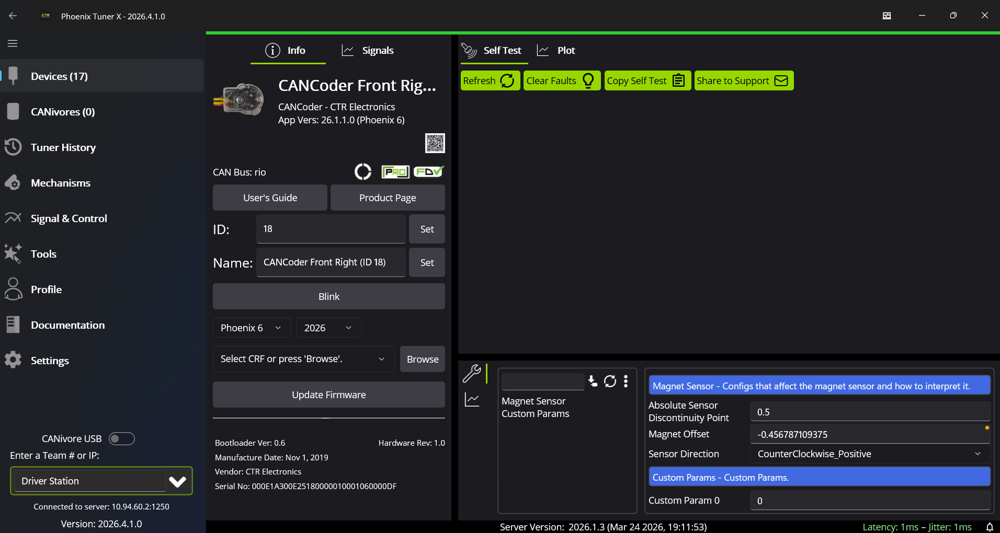 CTR
Phoenix Tuner X - 2026.4.1.0
Devices (17)
CANivores (0)
Tuner History
Mechanisms
Signal & Control
Tools
Profile
Documentation
Settings
CANivore USB
Enter a Team # or IP:
Driver Station
Connected to server: 10.94.60.2:1250
Version: 2026.4.1.0
Info
Signals
CANCoder Front Rig...
CANCoder - CTR Electronics
App Vers: 26.1.1.0 (Phoenix 6)
CAN Bus: rio
PRO
FDV
User's Guide
Product Page
ID:
18
Set
Name:
CANCoder Front Right (ID 18)
Set
Blink
Phoenix 6
2026
Select CRF or press 'Browse'.
Browse
Update Firmware
Bootloader Ver: 0.6
Hardware Rev: 1.0
Manufacture Date: Nov 1, 2019
Vendor: CTR Electronics
Serial No: 000E1A300E25180000010001060000DF
Self Test
Plot
Refresh
Clear Faults
Copy Self Test
Share to Support
Magnet Sensor
Custom Params
Magnet Sensor - Configs that affect the magnet sensor and how to interpret it.
Absolute Sensor
Discontinuity Point
0.5
Magnet Offset
-0.456787109375
Sensor Direction
CounterClockwise_Positive
Custom Params - Custom Params.
Custom Param 0
0
Server Version: 2026.1.3 (Mar 24 2026, 19:11:53)
Latency: 1ms – Jitter: 1ms